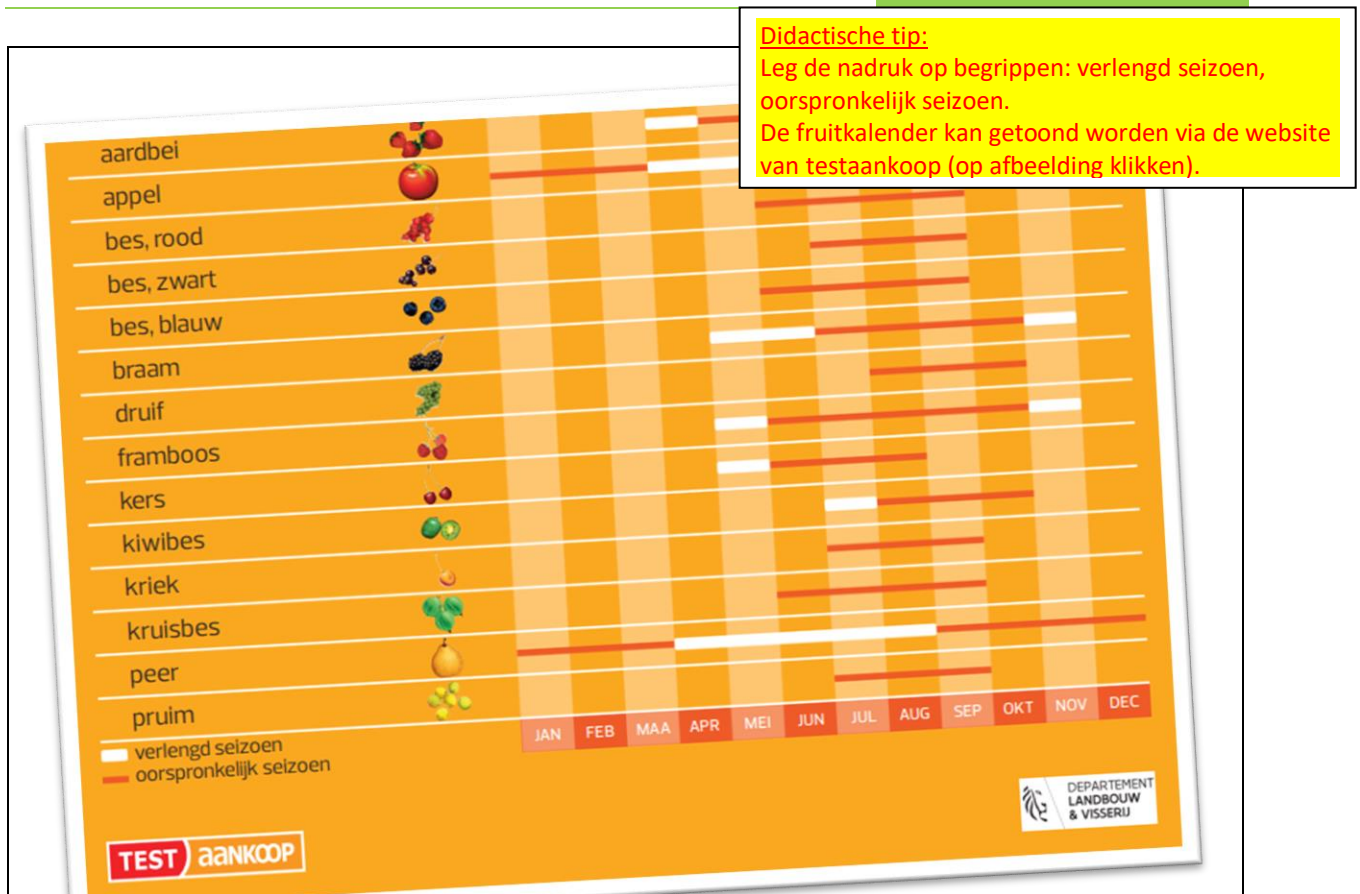 Didactische tip:
Leg de nadruk op begrippen: verlengd seizoen,
oorspronkelijk seizoen.
De fruitkalender kan getoond worden via de website
van testaankoop (op afbeelding klikken).
aardbei
appel
bes, rood
bes, zwart
bes, blauw
braam
druif
framboos
kers
kiwibes
kriek
kruisbes
peer
pruim
JAN FEB MAA APR MEI JUN JUL AUG SEP OKT NOV DEC
verlengd seizoen
oorspronkelijk seizoen
TEST aankoop
DEPARTEMENT
LANDBOUW
& VISSERIJ